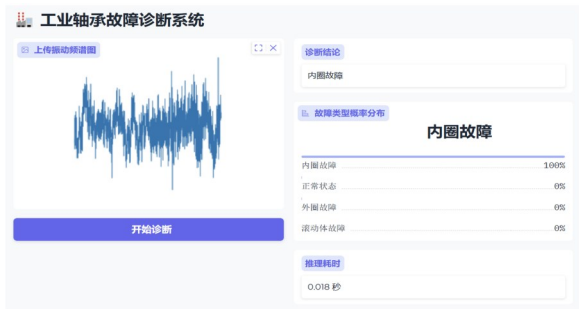 工业轴承故障诊断系统
上传振动频谱图
开始诊断
诊断结论
内圈故障
故障类型概率分布
内圈故障
内圈故障 100%
正常状态 0%
外圈故障 0%
滚动体故障 0%
推理耗时
0.018 秒